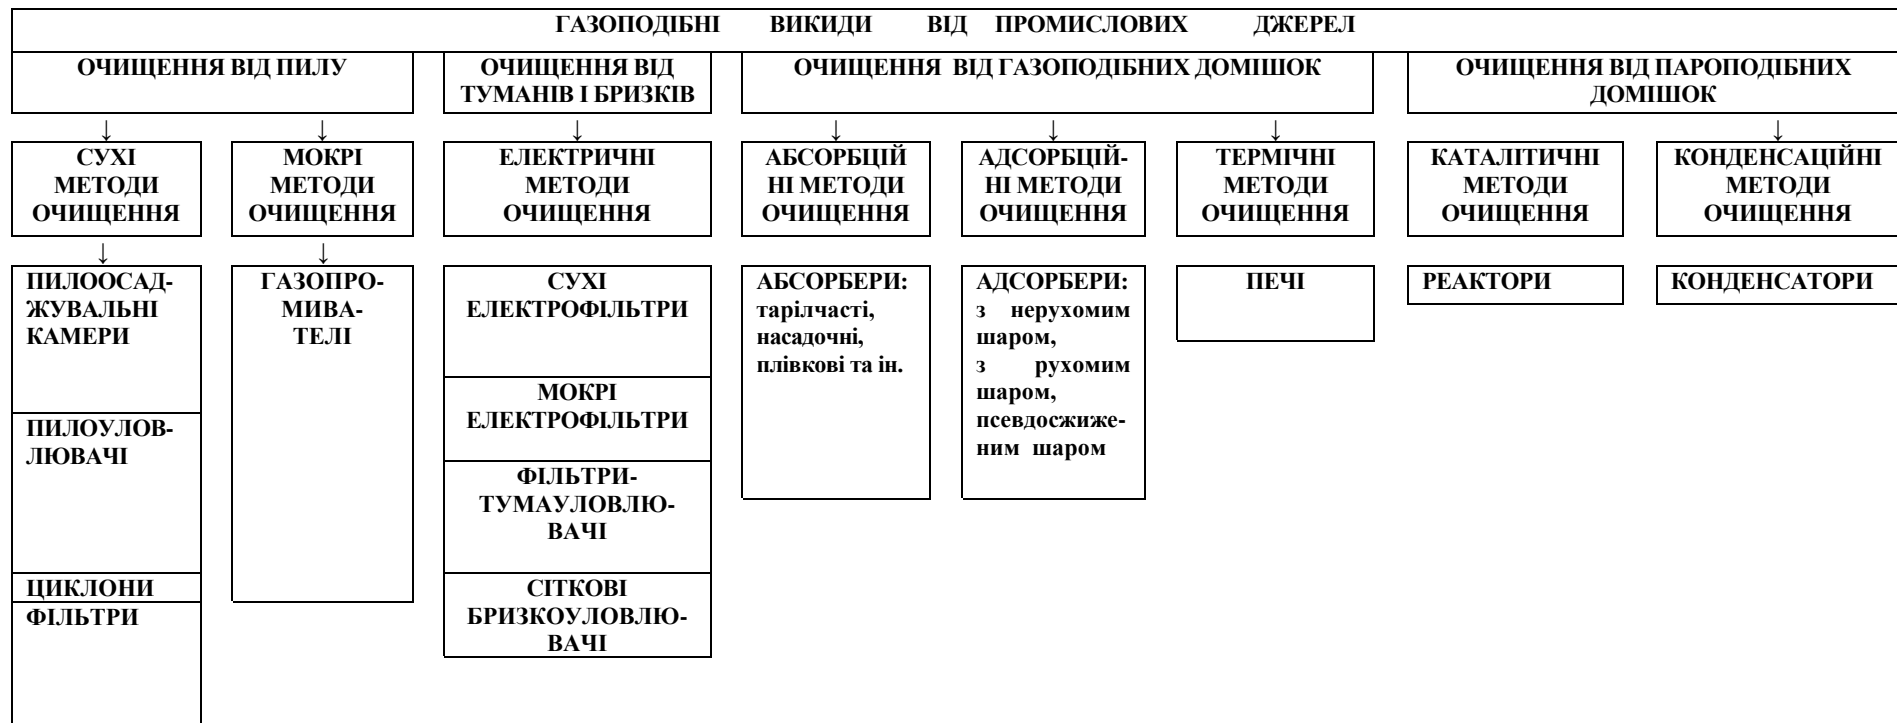 ГАЗОПОДІБНІ ВИКИДИ ВІД ПРОМИСЛОВИХ ДЖЕРЕЛ
ОЧИЩЕННЯ ВІД ПИЛУ
ОЧИЩЕННЯ ВІД
ТУМАНІВ І БРИЗКІВ
ОЧИЩЕННЯ ВІД ГАЗОПОДІБНИХ ДОМІШОК
ОЧИЩЕННЯ ВІД ПАРОПОДІБНИХ
ДОМІШОК
↓ ↓ ↓ ↓ ↓ ↓ ↓
СУХІ
МЕТОДИ
ОЧИЩЕННЯ
МОКРІ
МЕТОДИ
ОЧИЩЕННЯ
ЕЛЕКТРИЧНІ
МЕТОДИ
ОЧИЩЕННЯ
АБСОРБЦІЙ
НІ МЕТОДИ
ОЧИЩЕННЯ
АДСОРБЦІЙ-
НІ МЕТОДИ
ОЧИЩЕННЯ
ТЕРМІЧНІ
МЕТОДИ
ОЧИЩЕННЯ
КАТАЛІТИЧНІ
МЕТОДИ
ОЧИЩЕННЯ
КОНДЕНСАЦІЙНІ
МЕТОДИ
ОЧИЩЕННЯ
↓ ↓
ПИЛООСАД-
ЖУВАЛЬНІ
КАМЕРИ
ПИЛОУЛОВ-
ЛЮВАЧІ
ЦИКЛОНИ
ФІЛЬТРИ
ГАЗОПРО-
МИВА-
ТЕЛІ
СУХІ
ЕЛЕКТРОФІЛЬТРИ
МОКРІ
ЕЛЕКТРОФІЛЬТРИ
ФІЛЬТРИ-
ТУМАУЛОВЛЮ-
ВАЧІ
СІТКОВІ
БРИЗКОУЛОВЛЮ-
ВАЧІ
АБСОРБЕРИ:
тарілчасті,
насадочні,
плівкові та ін.
АДСОРБЕРИ:
з нерухомим
шаром,
з рухомим
шаром,
псевдосжиже-
ним шаром
ПЕЧІ
РЕАКТОРИ
КОНДЕНСАТОРИ